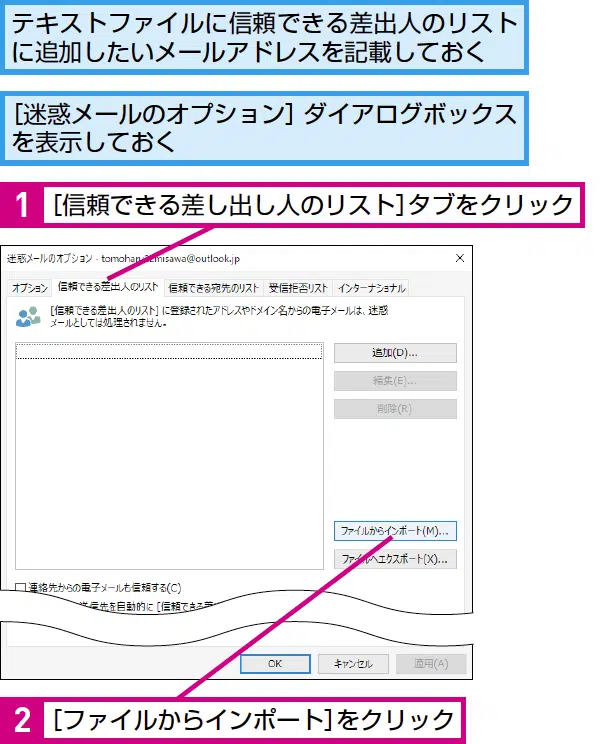 テキストファイルに信頼できる差出人のリスト
に追加したいメールアドレスを記載しておく
[迷惑メールのオプション] ダイアログボックス
を表示しておく
1 [信頼できる差し出し人のリスト]タブをクリック
迷惑メールのオプション - tomohar
misawa@outlook.jp
オプション 信頼できる差出人のリスト 信頼できる宛先のリスト 受信拒否リスト インターナショナル
[信頼できる差出人のリスト] に登録されたアドレスやドメイン名からの電子メールは、迷惑
メールとしては処理されません。
追加(D)...
編集(E)...
削除(R)
ファイルからインポート(M)...
ファイルへエクスポート(X)...
連絡先からの電子メールも信頼する(C)
送信先を自動的に [信頼できる
OK キャンセル 適用(A)
2 [ファイルからインポート]をクリック